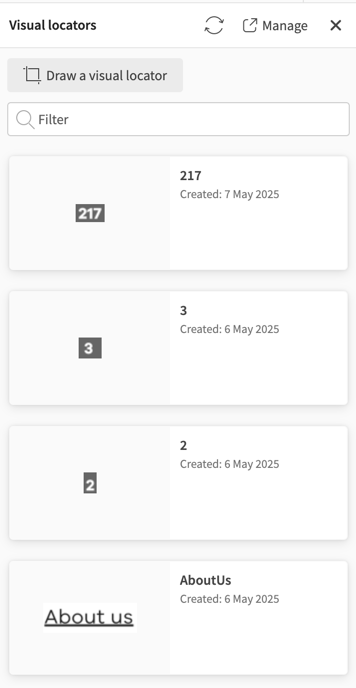 Visual locators
Manage
Draw a visual locator
Filter
217
217
Created: 7 May 2025
3
3
Created: 6 May 2025
2
2
Created: 6 May 2025
About us
AboutUs
Created: 6 May 2025